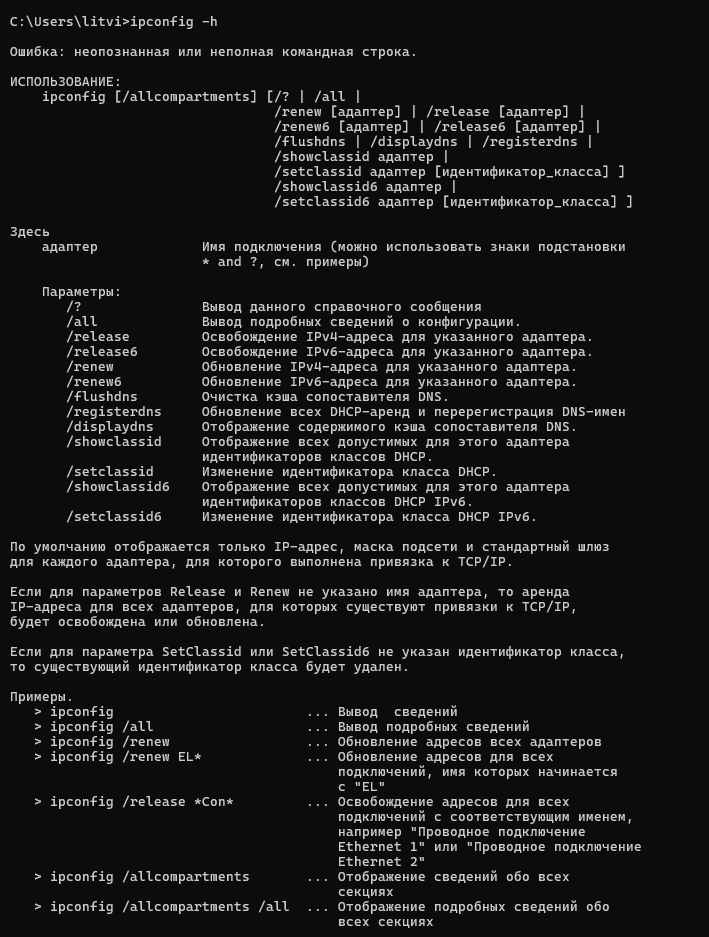 C:\Users\litvi>ipconfig -h
Ошибка: неопознанная или неполная командная строка.
ИСПОЛЬЗОВАНИЕ:
ipconfig [/allcompartments] [/? | /all |
/renew [адаптер] | /release [адаптер] |
/renew6 [адаптер] | /release6 [адаптер] |
/flushdns | /displaydns | /registerdns |
/showclassid адаптер |
/setclassid адаптер [идентификатор_класса] ]
/showclassid6 адаптер |
/setclassid6 адаптер [идентификатор_класса] ]
Здесь
адаптер Имя подключения (можно использовать знаки подстановки
* and ?, см. примеры)
Параметры:
/? Вывод данного справочного сообщения
/all Вывод подробных сведений о конфигурации.
/release Освобождение IPv4-адреса для указанного адаптера.
/release6 Освобождение IPv6-адреса для указанного адаптера.
/renew Обновление IPv4-адреса для указанного адаптера.
/renew6 Обновление IPv6-адреса для указанного адаптера.
/flushdns Очистка кэша сопоставителя DNS.
/registerdns Обновление всех DHCP-аренд и перерегистрация DNS-имен
/displaydns Отображение содержимого кэша сопоставителя DNS.
/showclassid Отображение всех допустимых для этого адаптера
идентификаторов классов DHCP.
/setclassid Изменение идентификатора класса DHCP.
/showclassid6 Отображение всех допустимых для этого адаптера
идентификаторов классов DHCP IPv6.
/setclassid6 Изменение идентификатора класса DHCP IPv6.
По умолчанию отображается только IP-адрес, маска подсети и стандартный шлюз
для каждого адаптера, для которого выполнена привязка к TCP/IP.
Если для параметров Release и Renew не указано имя адаптера, то аренда
IP-адреса для всех адаптеров, для которых существуют привязки к TCP/IP,
будет освобождена или обновлена.
Если для параметра SetClassid или SetClassid6 не указан идентификатор класса,
то существующий идентификатор класса будет удален.
Примеры.
> ipconfig ... Вывод  сведений
> ipconfig /all ... Вывод подробных сведений
> ipconfig /renew ... Обновление адресов всех адаптеров
> ipconfig /renew EL* ... Обновление адресов для всех
подключений, имя которых начинается
с "EL"
> ipconfig /release *Con* ... Освобождение адресов для всех
подключений с соответствующим именем,
например "Проводное подключение
Ethernet 1" или "Проводное подключение
Ethernet 2"
> ipconfig /allcompartments ... Отображение сведений обо всех
секциях
> ipconfig /allcompartments /all ... Отображение подробных сведений обо
всех секциях